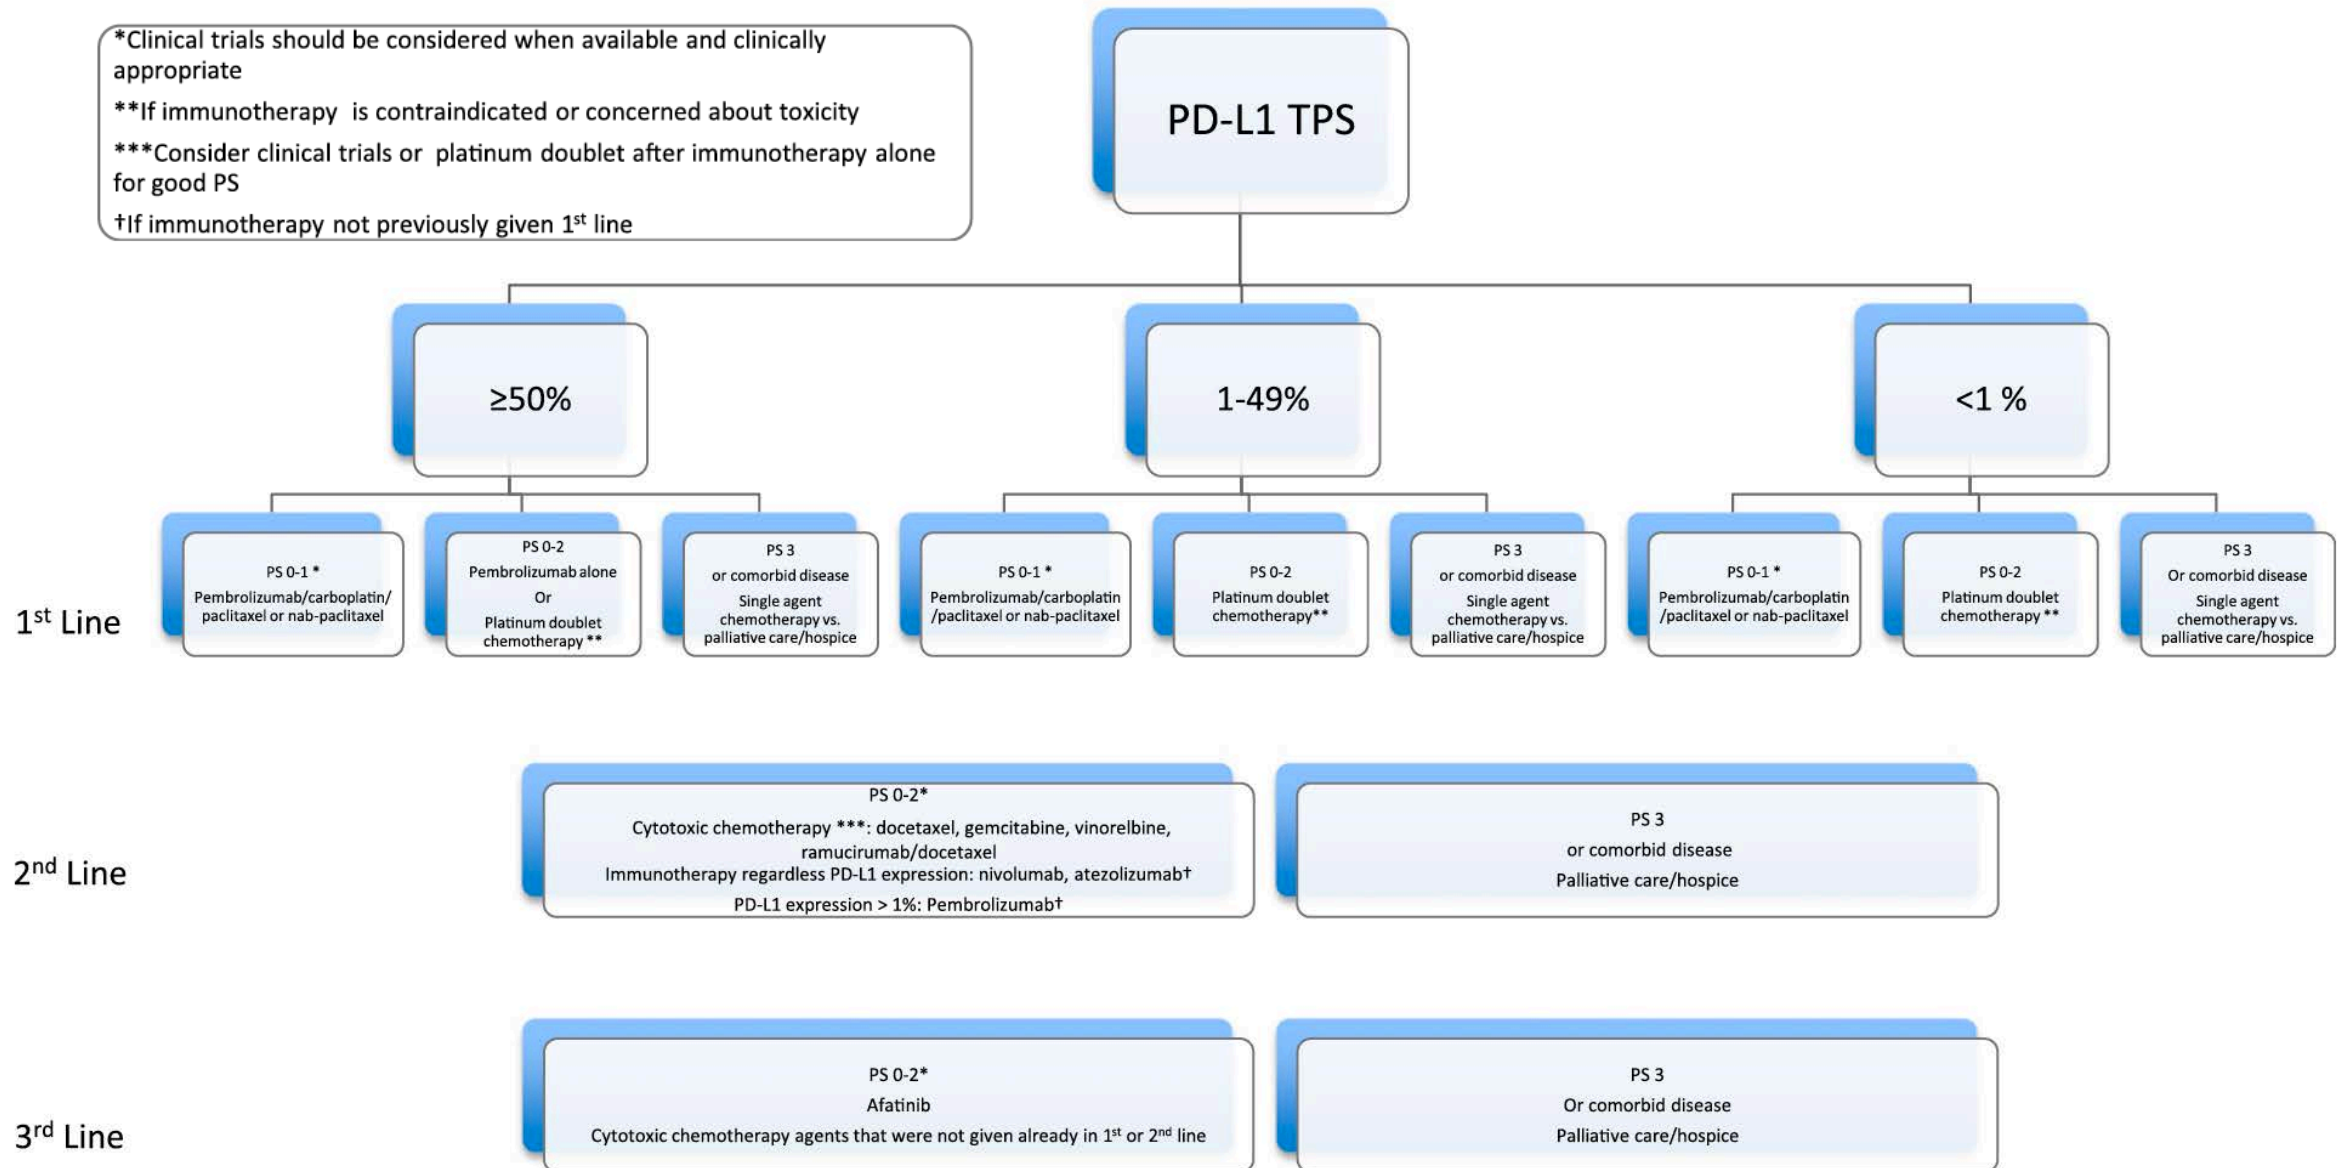 *Clinical trials should be considered when available and clinically
appropriate
**If immunotherapy is contraindicated or concerned about toxicity
***Consider clinical trials or platinum doublet after immunotherapy alone
for good PS
†If immunotherapy not previously given 1st line
PD-L1 TPS
≥50%
1-49%
<1 %
1st Line
PS 0-1 *
Pembrolizumab/carboplatin/
paclitaxel or nab-paclitaxel
PS 0-2
Pembrolizumab alone
Or
Platinum doublet
chemotherapy **
PS 3
or comorbid disease
Single agent
chemotherapy vs.
palliative care/hospice
PS 0-1 *
Pembrolizumab/carboplatin
/paclitaxel or nab-paclitaxel
PS 0-2
Platinum doublet
chemotherapy**
PS 3
or comorbid disease
Single agent
chemotherapy vs.
palliative care/hospice
PS 0-1 *
Pembrolizumab/carboplatin
/paclitaxel or nab-paclitaxel
PS 0-2
Platinum doublet
chemotherapy **
PS 3
Or comorbid disease
Single agent
chemotherapy vs.
palliative care/hospice
2nd Line
PS 0-2*
Cytotoxic chemotherapy ***: docetaxel, gemcitabine, vinorelbine,
ramucirumab/docetaxel
Immunotherapy regardless PD-L1 expression: nivolumab, atezolizumab†
PD-L1 expression > 1%: Pembrolizumab†
PS 3
or comorbid disease
Palliative care/hospice
3rd Line
PS 0-2*
Afatinib
Cytotoxic chemotherapy agents that were not given already in 1st or 2nd line
PS 3
Or comorbid disease
Palliative care/hospice